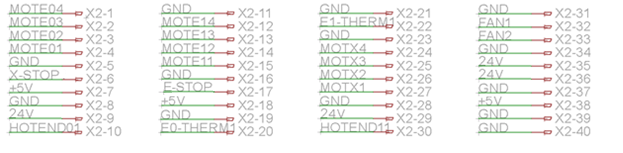 MOTE04 X2-1
MOTE03 X2-2
MOTE02 X2-3
MOTE01 X2-4
GND X2-5
X-STOP X2-6
+5V X2-7
GND X2-8
24V X2-9
HOTEND01 X2-10
GND X2-11
MOTE14 X2-12
MOTE13 X2-13
MOTE12 X2-14
MOTE11 X2-15
GND X2-16
E-STOP X2-17
+5V X2-18
GND X2-19
E0-THERM1 X2-20
GND X2-21
E1-THERM1 X2-22
GND X2-23
MOTX4 X2-24
MOTX3 X2-25
MOTX2 X2-26
MOTX1 X2-27
GND X2-28
24V X2-29
HOTEND11 X2-30
GND X2-31
FAN1 X2-32
FAN2 X2-33
GND X2-34
24V X2-35
24V X2-36
GND X2-37
+5V X2-38
GND X2-39
GND X2-40